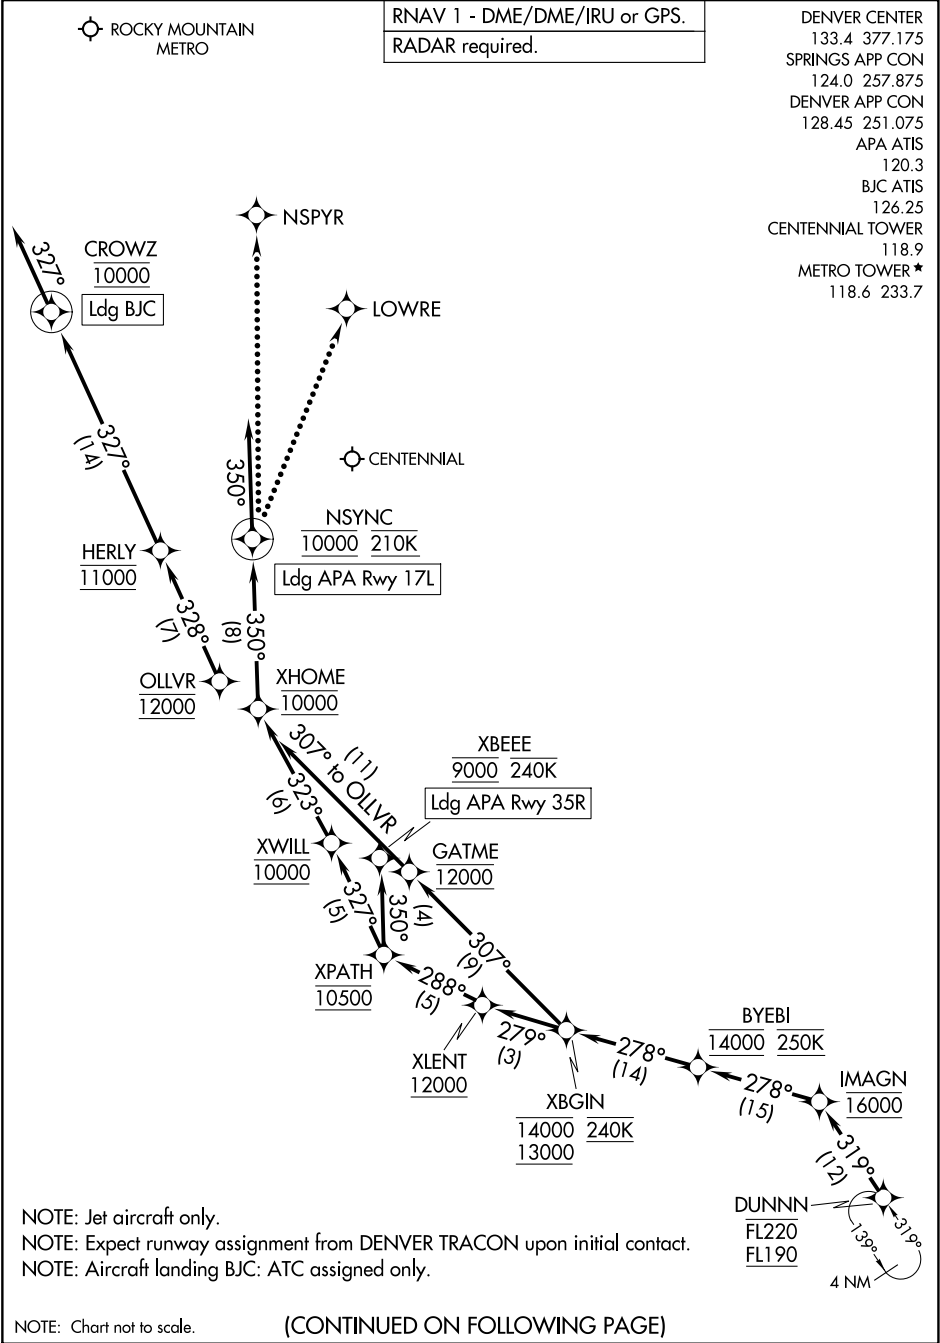 ROCKY MOUNTAIN
METRO
RNAV 1 - DME/DME/IRU or GPS.
RADAR required.
DENVER CENTER
133.4 377.175
SPRINGS APP CON
124.0 257.875
DENVER APP CON
128.45 251.075
APA ATIS
120.3
BJC ATIS
126.25
CENTENNIAL TOWER
118.9
METRO TOWER★
118.6 233.7
NSPYR
327°
CROWZ
10000
Ldg BJC
LOWRE
327°
(14)
350°
CENTENNIAL
NSYNC
10000 210K
Ldg APA Rwy 17L
HERLY
11000
328°
(7)
350°
(8)
OLLVR
12000
XHOME
10000
307° to OLLVR
(11)
XBEEE
9000 240K
Ldg APA Rwy 35R
323°
(6)
XWILL
10000
GATME
12000
327°
(5)
350°
(4)
307°
(9)
XPATH
10500
288°
(5)
XLENT
12000
279°
(3)
XBGIN
14000 240K
13000
278°
(14)
BYEBI
14000 250K
278°
(15)
IMAGN
16000
319°
(12)
DUNNN
FL220
FL190
139°
319°
4 NM
NOTE: Jet aircraft only.
NOTE: Expect runway assignment from DENVER TRACON upon initial contact.
NOTE: Aircraft landing BJC: ATC assigned only.
NOTE: Chart not to scale.
(CONTINUED ON FOLLOWING PAGE)